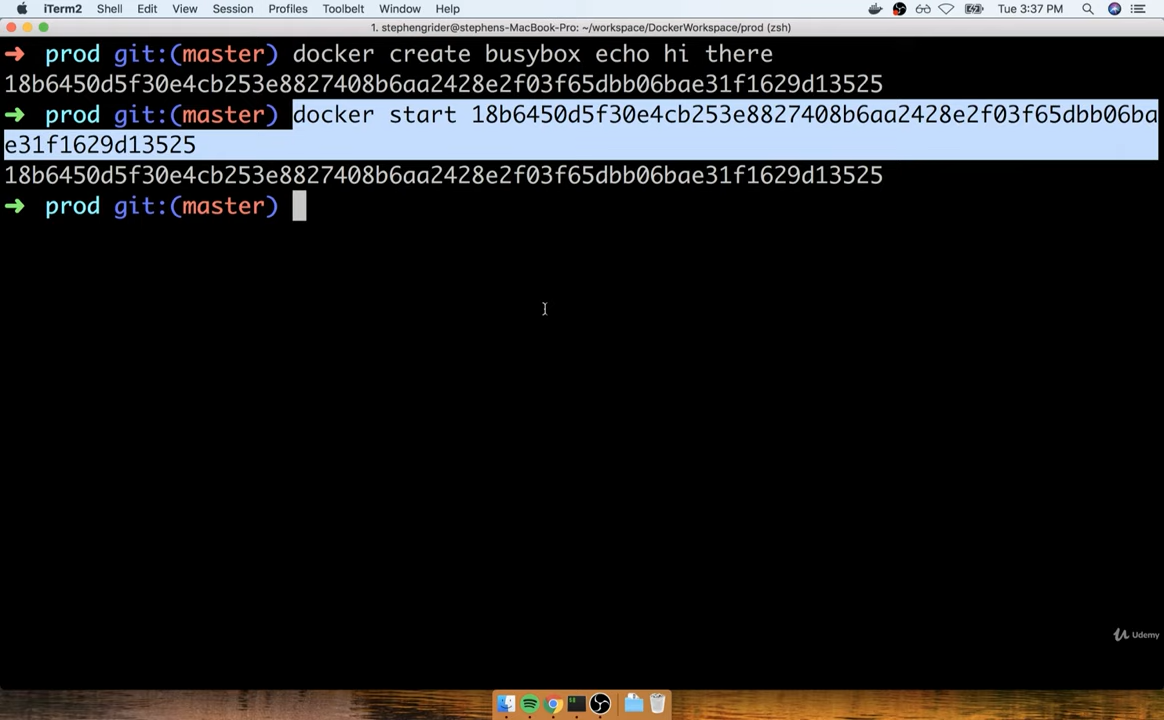 iTerm2 Shell Edit View Session Profiles Toolbelt Window Help Tue 3:37 PM
1. stephengrider@stephens-MacBook-Pro: ~/workspace/DockerWorkspace/prod (zsh)
➜ prod git:(master) docker create busybox echo hi there
18b6450d5f30e4cb253e8827408b6aa2428e2f03f65dbb06bae31f1629d13525
➜ prod git:(master) docker start 18b6450d5f30e4cb253e8827408b6aa2428e2f03f65dbb06ba
e31f1629d13525
18b6450d5f30e4cb253e8827408b6aa2428e2f03f65dbb06bae31f1629d13525
➜ prod git:(master)
Udemy